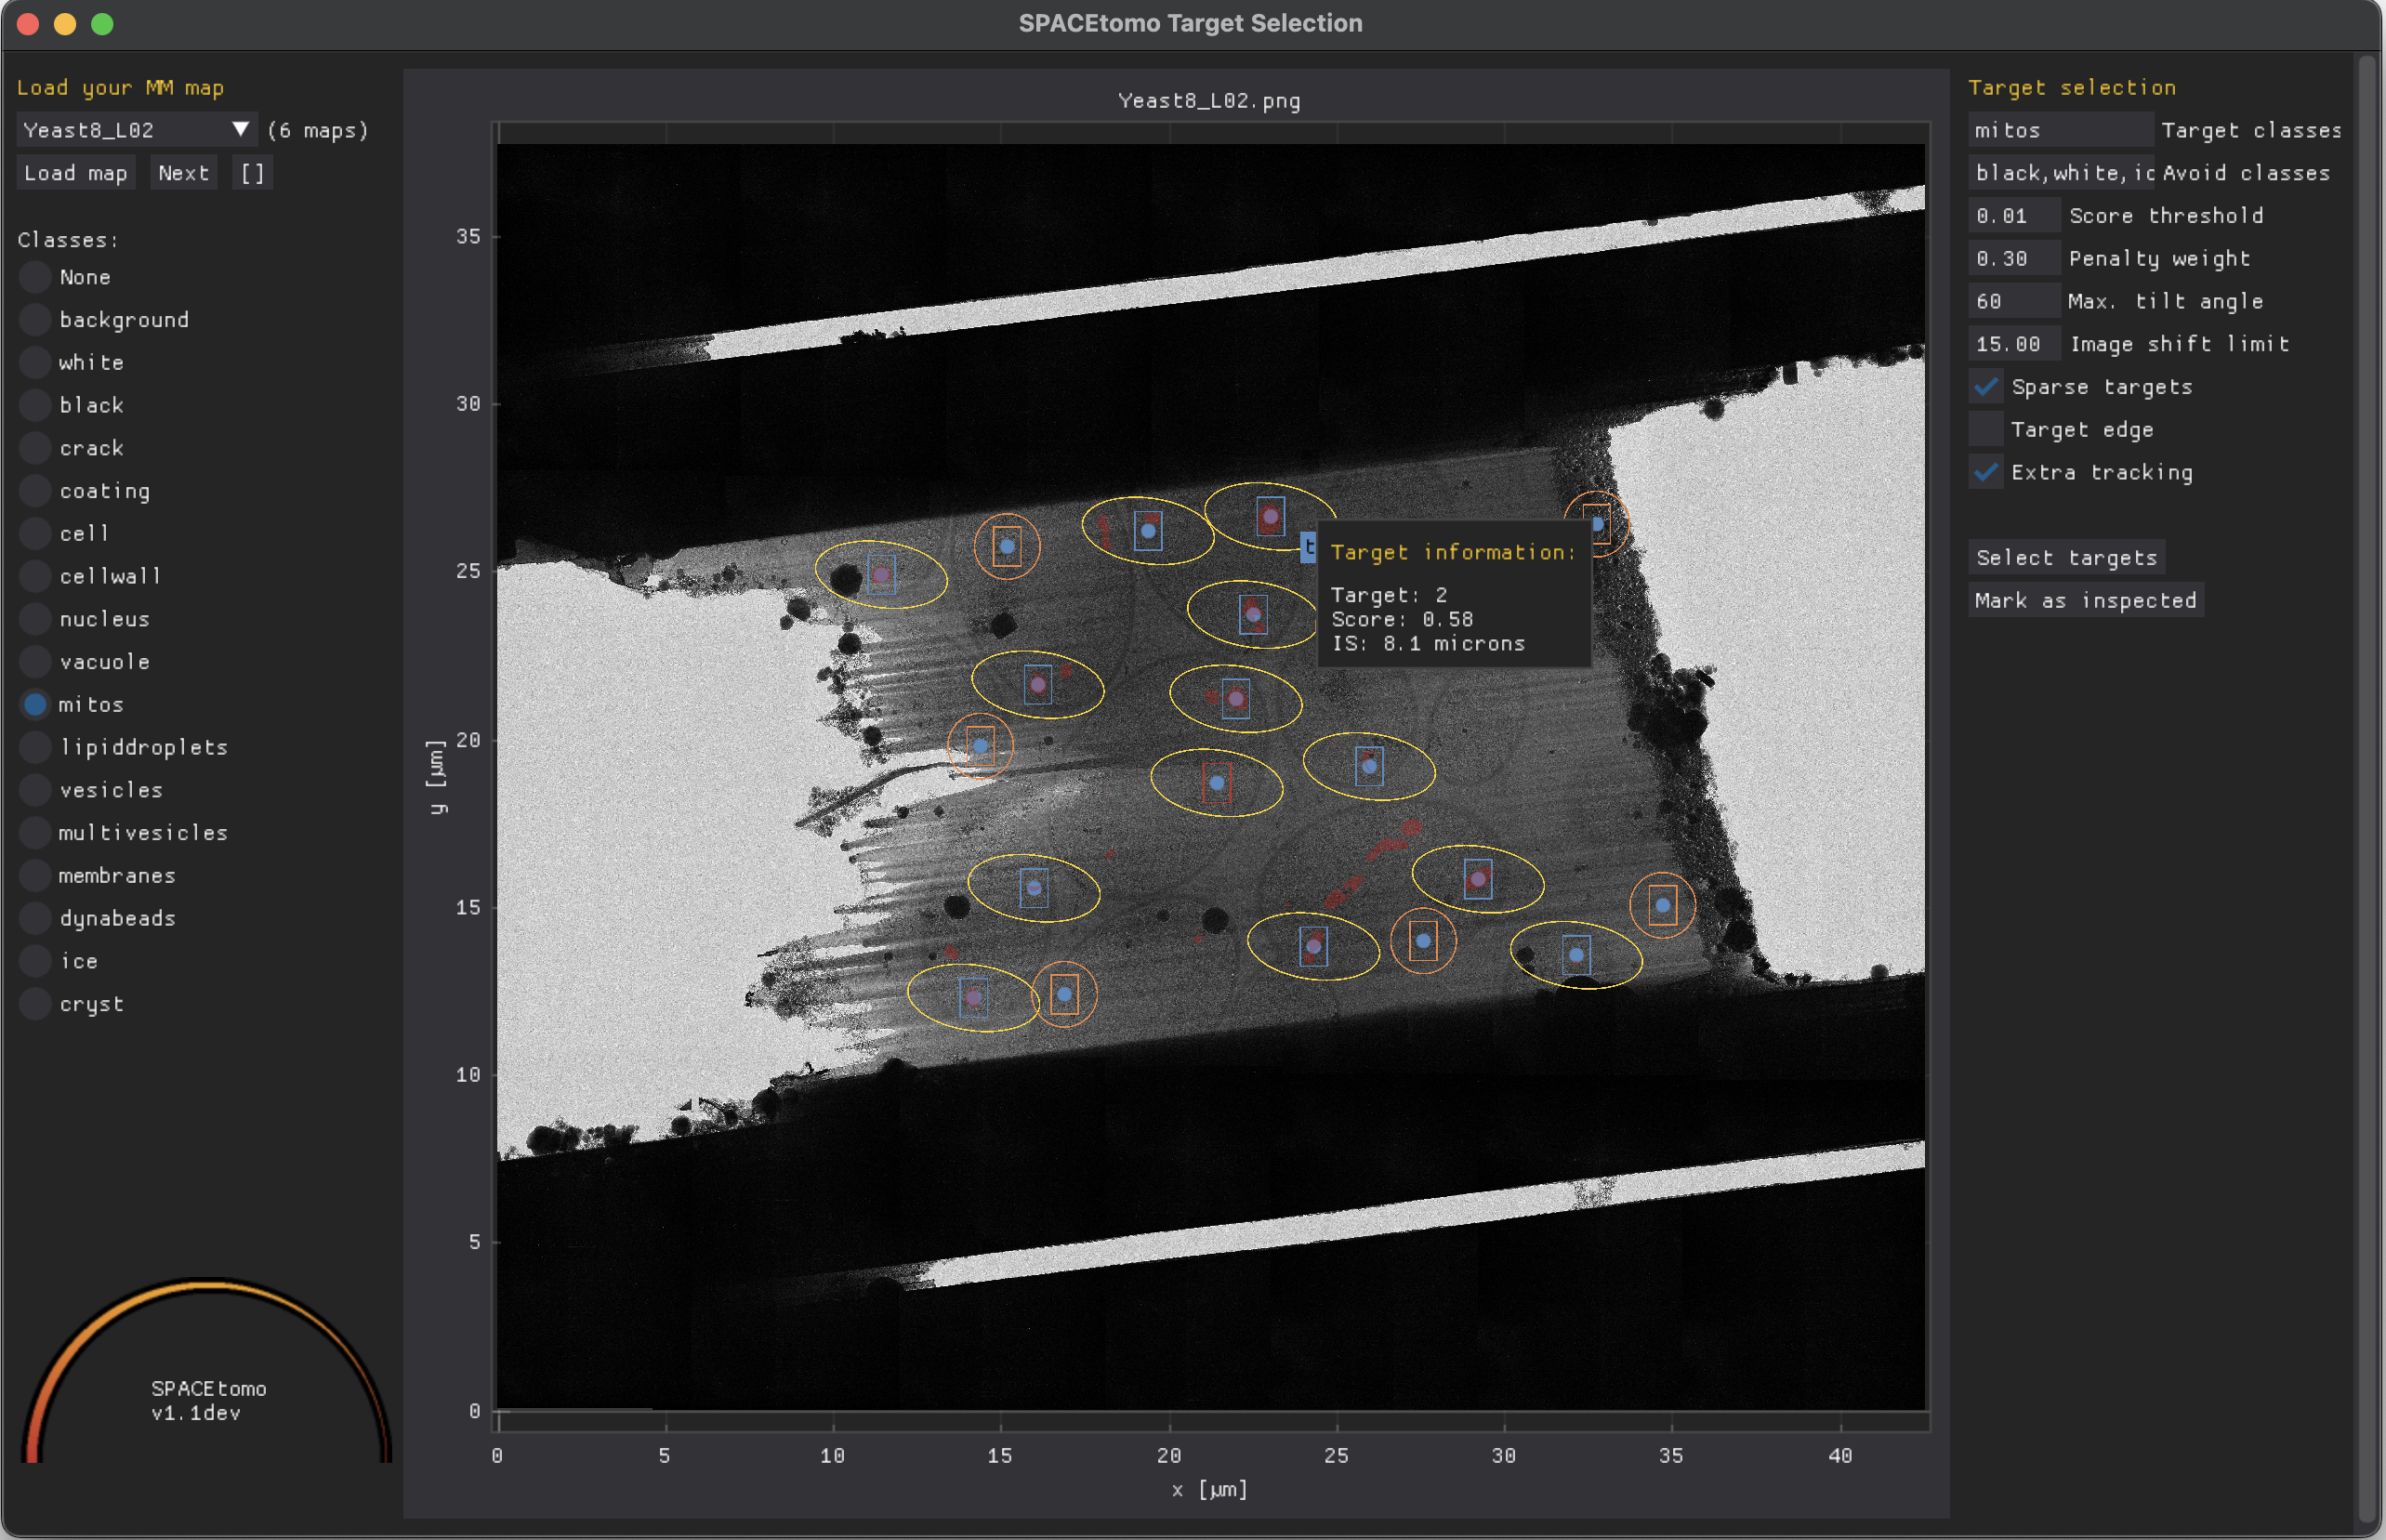 SPACEtomo Target Selection
Load your MM map
Yeast8_L02 (6 maps)
Load map Next []
Classes:
None
background
white
black
crack
coating
cell
cellwall
nucleus
vacuole
mitos
lipiddroplets
vesicles
multivesicles
membranes
dynabeads
ice
cryst
SPACEtomo
v1.1dev
Yeast8_L02.png
35
30
25
20
15
10
5
0
y [µm]
0 5 10 15 20 25 30 35 40
x [µm]
t
Target information:
Target: 2
Score: 0.58
IS: 8.1 microns
Target selection
mitos Target classes
black,white,ic Avoid classes
0.01 Score threshold
0.30 Penalty weight
60 Max. tilt angle
15.00 Image shift limit
Sparse targets
Target edge
Extra tracking
Select targets
Mark as inspected